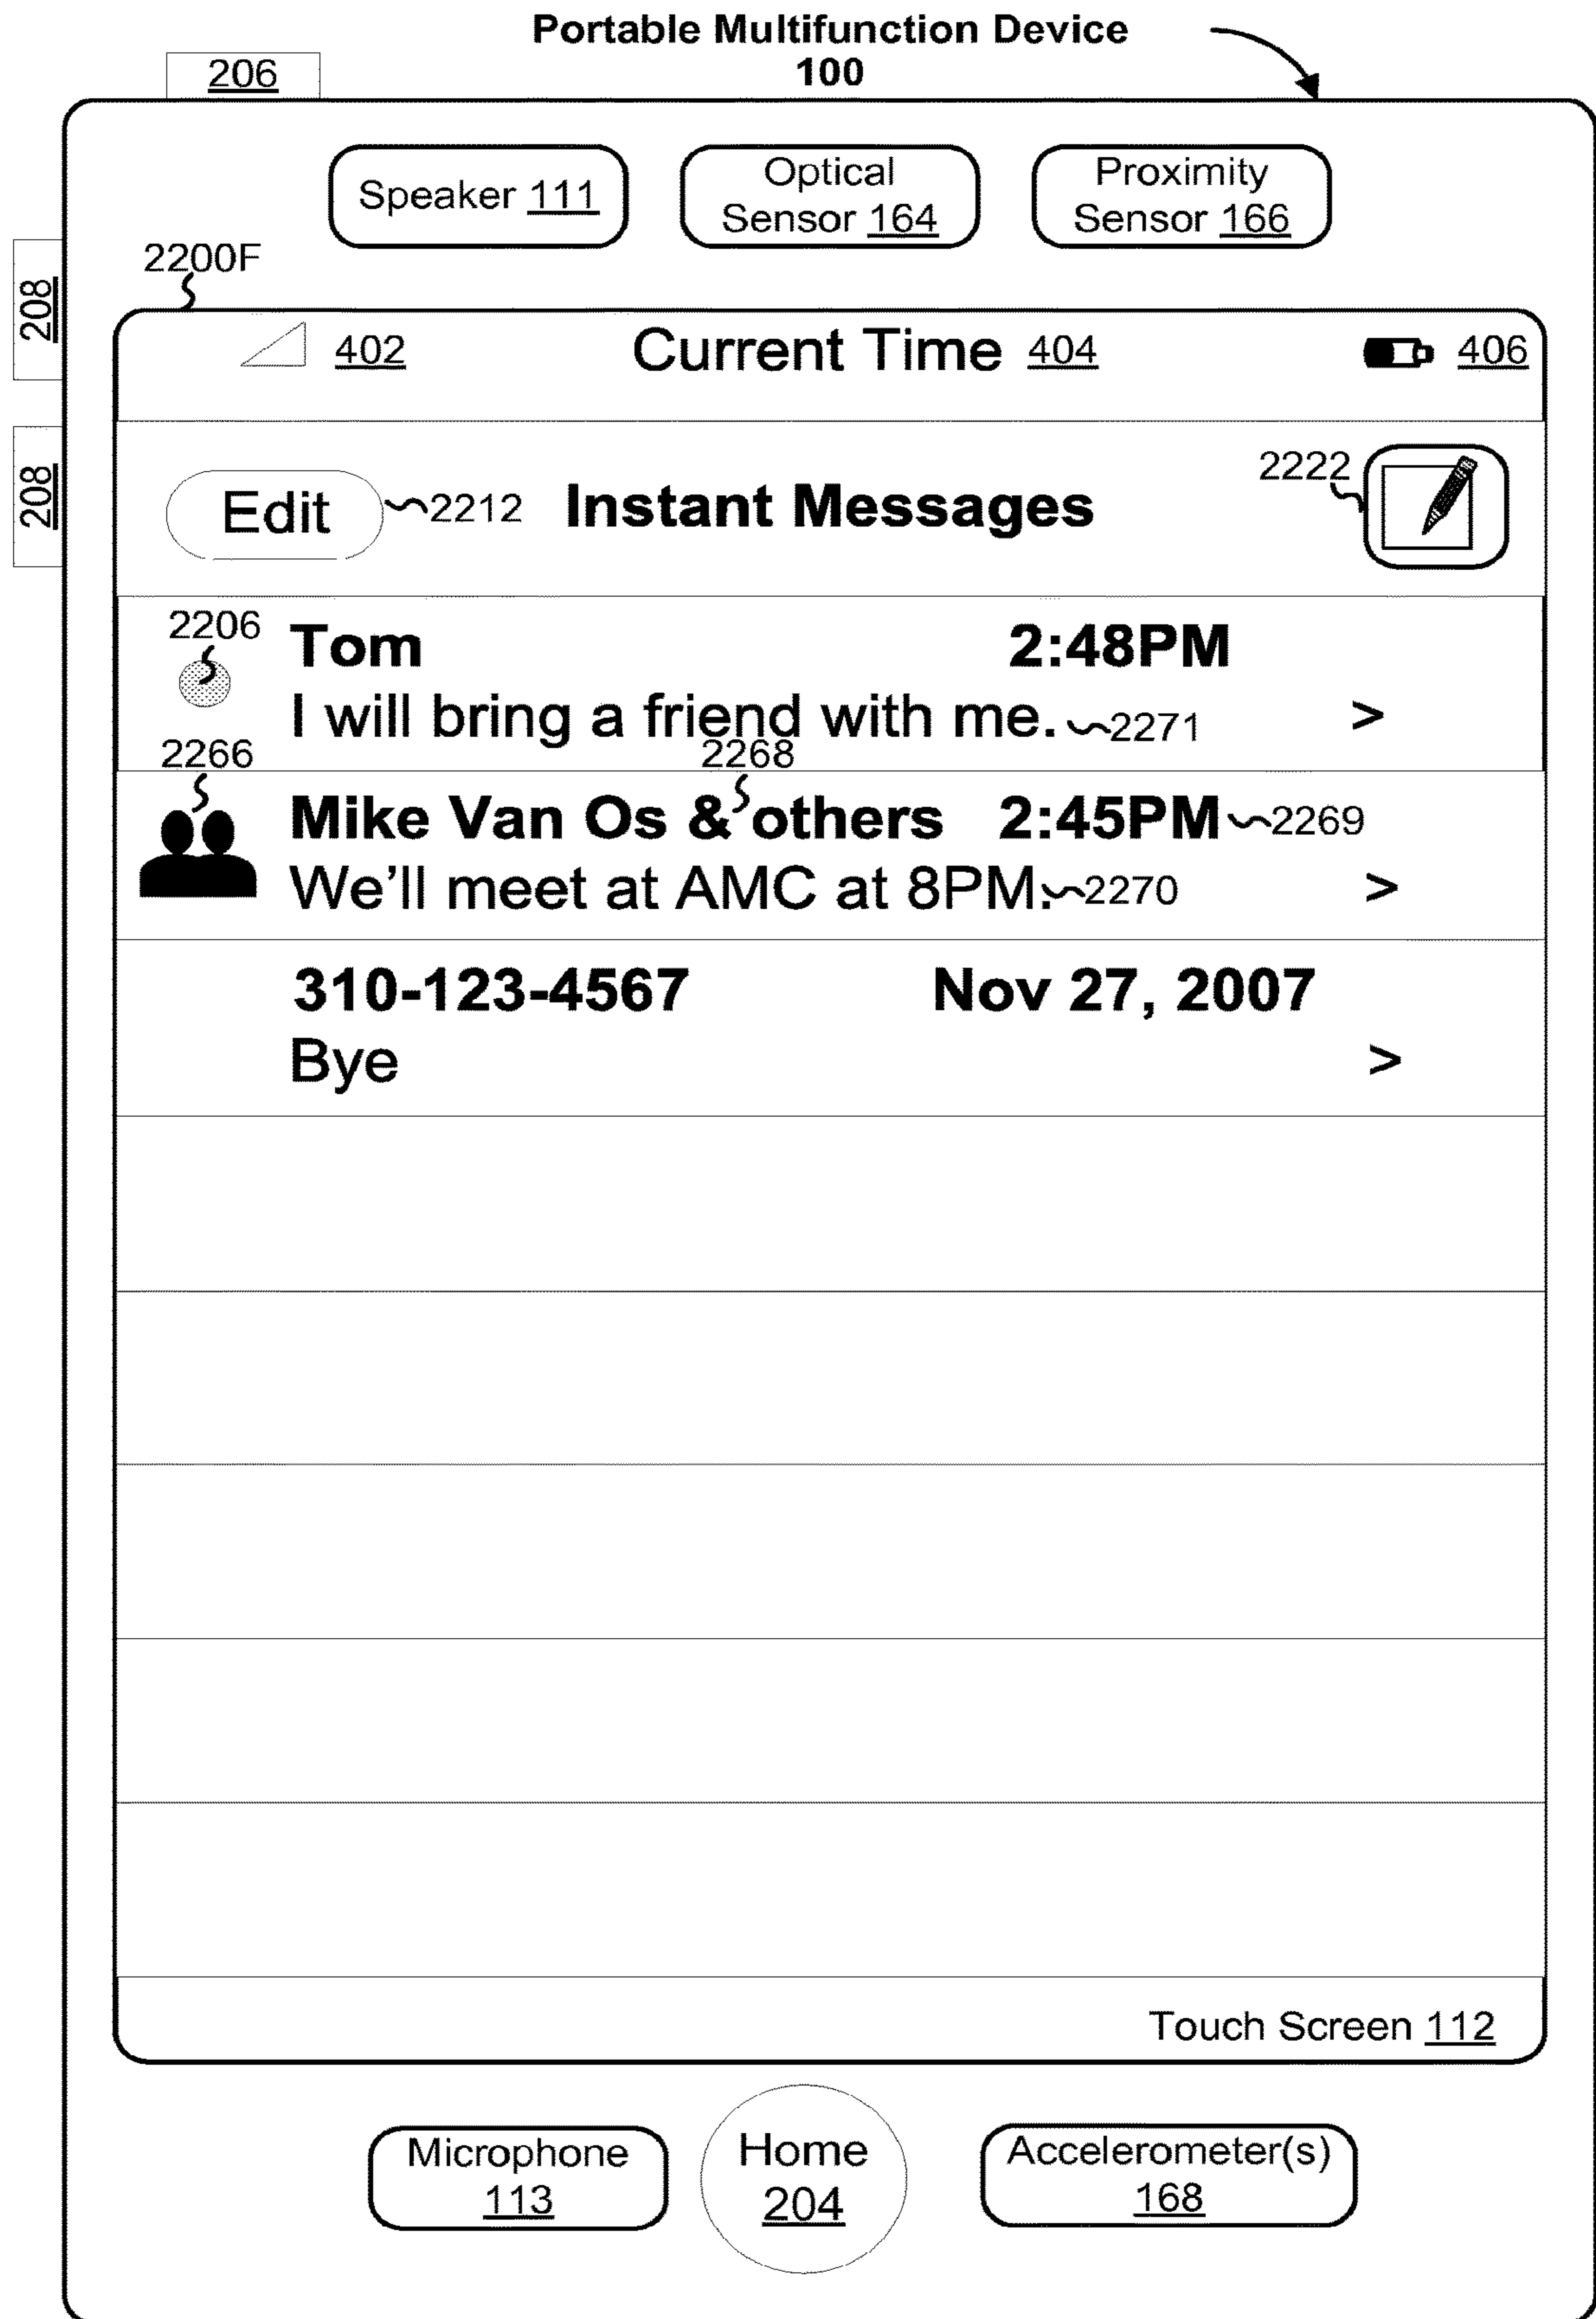 Portable Multifunction Device
100
206
Speaker 111
Optical
Sensor 164
Proximity
Sensor 166
2200F
208
402 Current Time 404 406
208
Edit 2212 Instant Messages 2222
2206 Tom 2:48PM
I will bring a friend with me. 2271 >
2266 2268
Mike Van Os & others 2:45PM 2269
We'll meet at AMC at 8PM. 2270 >
310-123-4567 Nov 27, 2007
Bye >
Touch Screen 112
Microphone
113
Home
204
Accelerometer(s)
168